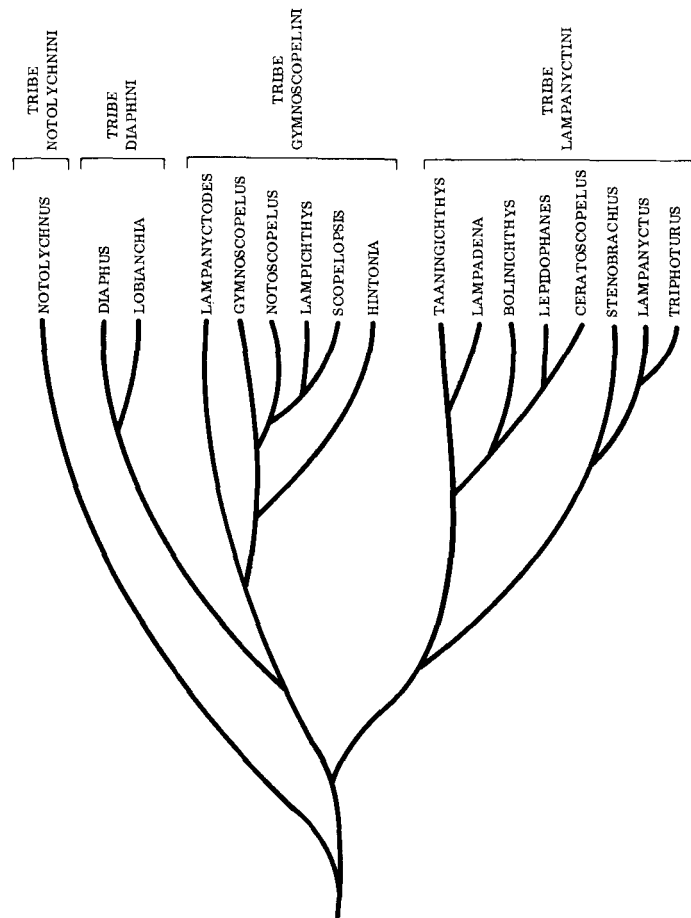 TRIBE
NOTOLYCHNINI
TRIBE
DIAPHINI
TRIBE
GYMNOSCOPELINI
TRIBE
LAMPANYCTINI
NOTOLYCHNUS
DIAPHUS
LOBIANCHIA
LAMPANYCTODES
GYMNOSCOPELUS
NOTOSCOPELUS
LAMPICHTHYS
SCOPELOPSIS
HINTONIA
TAANINGICHTHYS
LAMPADENA
BOLINICHTHYS
LEPIDOPHANES
CERATOSCOPELUS
STENOBRACHIUS
LAMPANYCTUS
TRIPHOTURUS